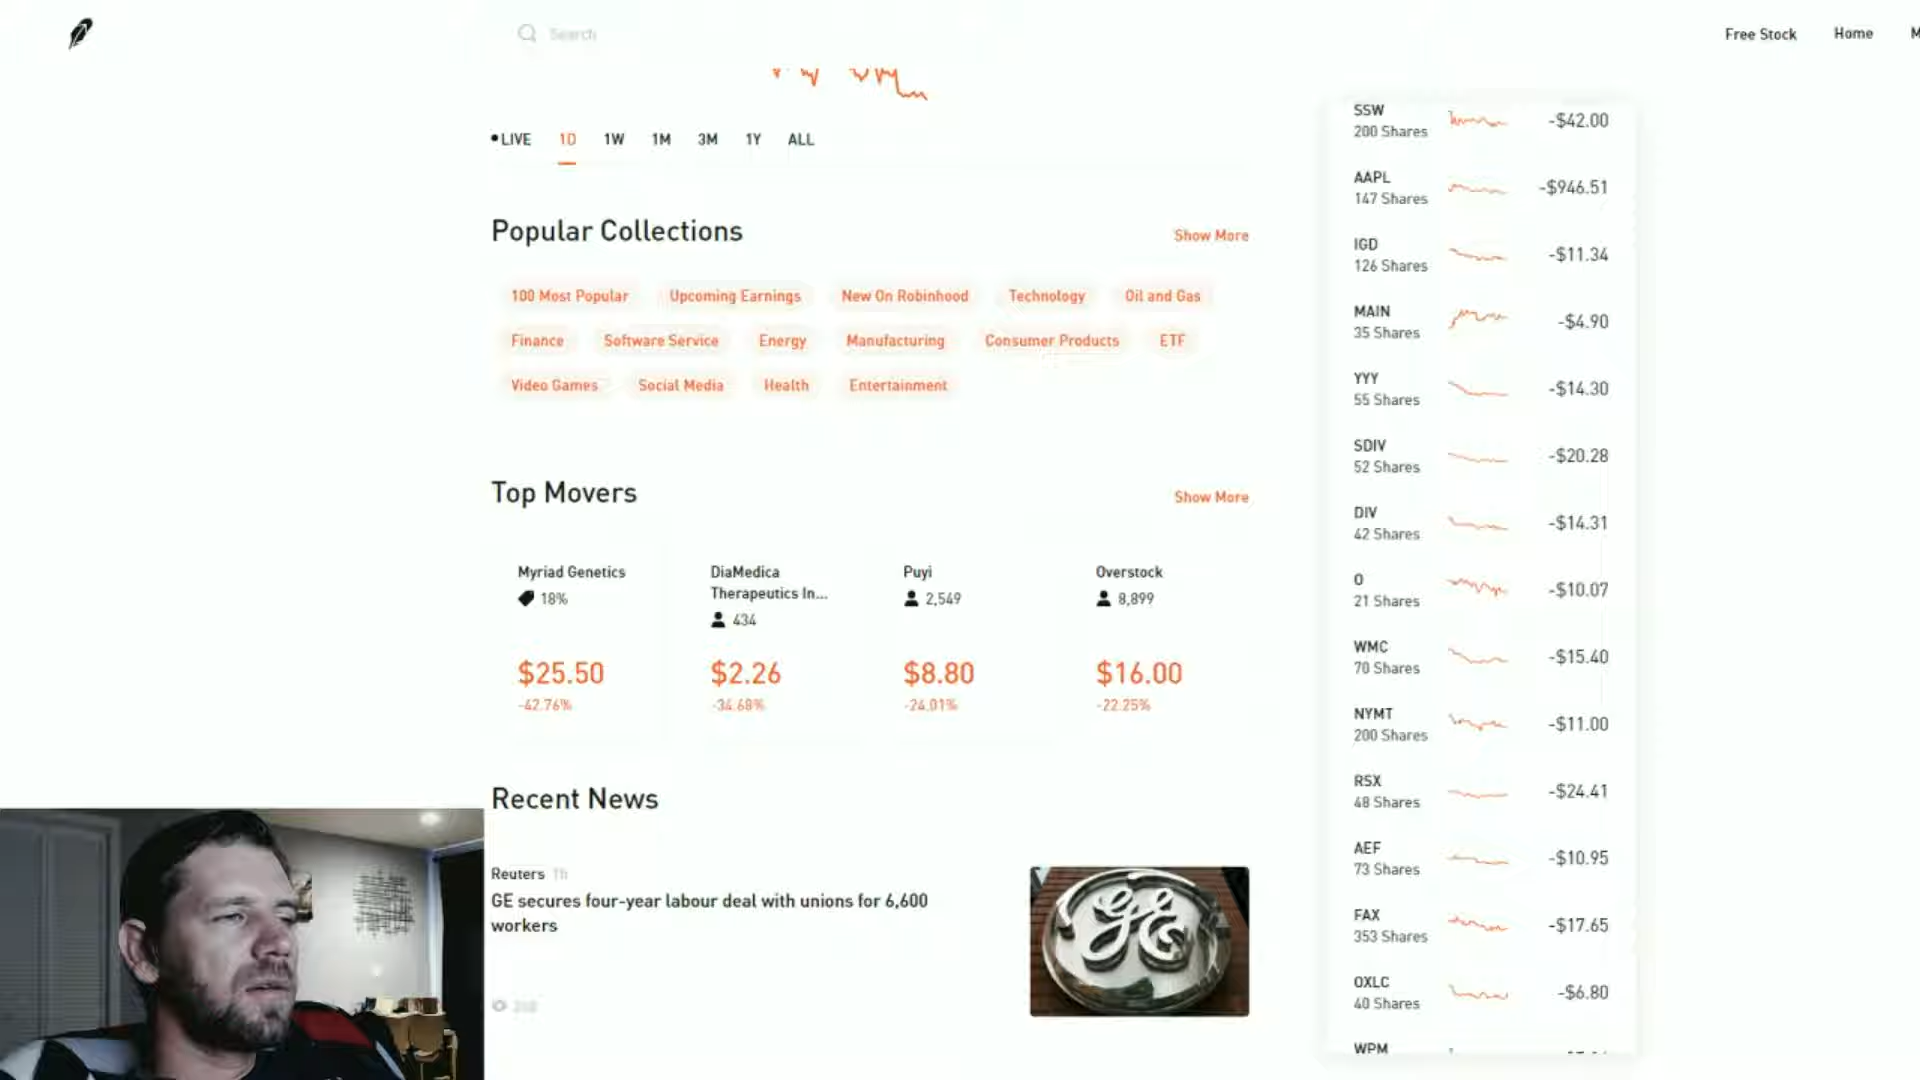 Search
Free Stock
Home
M
LIVE
1D
1W
1M
3M
1Y
ALL
Popular Collections
Show More
100 Most Popular
Upcoming Earnings
New On Robinhood
Technology
Oil and Gas
Finance
Software Service
Energy
Manufacturing
Consumer Products
ETF
Video Games
Social Media
Health
Entertainment
Top Movers
Show More
Myriad Genetics
18%
$25.50
-42.76%
DiaMedica
Therapeutics In...
434
$2.26
-34.68%
Puyi
2,549
$8.80
-24.01%
Overstock
8,899
$16.00
-22.25%
Recent News
Reuters 1h
GE secures four-year labour deal with unions for 6,600
workers
GE
SSW
200 Shares
-$42.00
AAPL
147 Shares
-$946.51
IGD
126 Shares
-$11.34
MAIN
35 Shares
-$4.90
YYY
55 Shares
-$14.30
SDIV
52 Shares
-$20.28
DIV
42 Shares
-$14.31
O
21 Shares
-$10.07
WMC
70 Shares
-$15.40
NYMT
200 Shares
-$11.00
RSX
48 Shares
-$24.41
AEF
73 Shares
-$10.95
FAX
353 Shares
-$17.65
OXLC
40 Shares
-$6.80
WPM